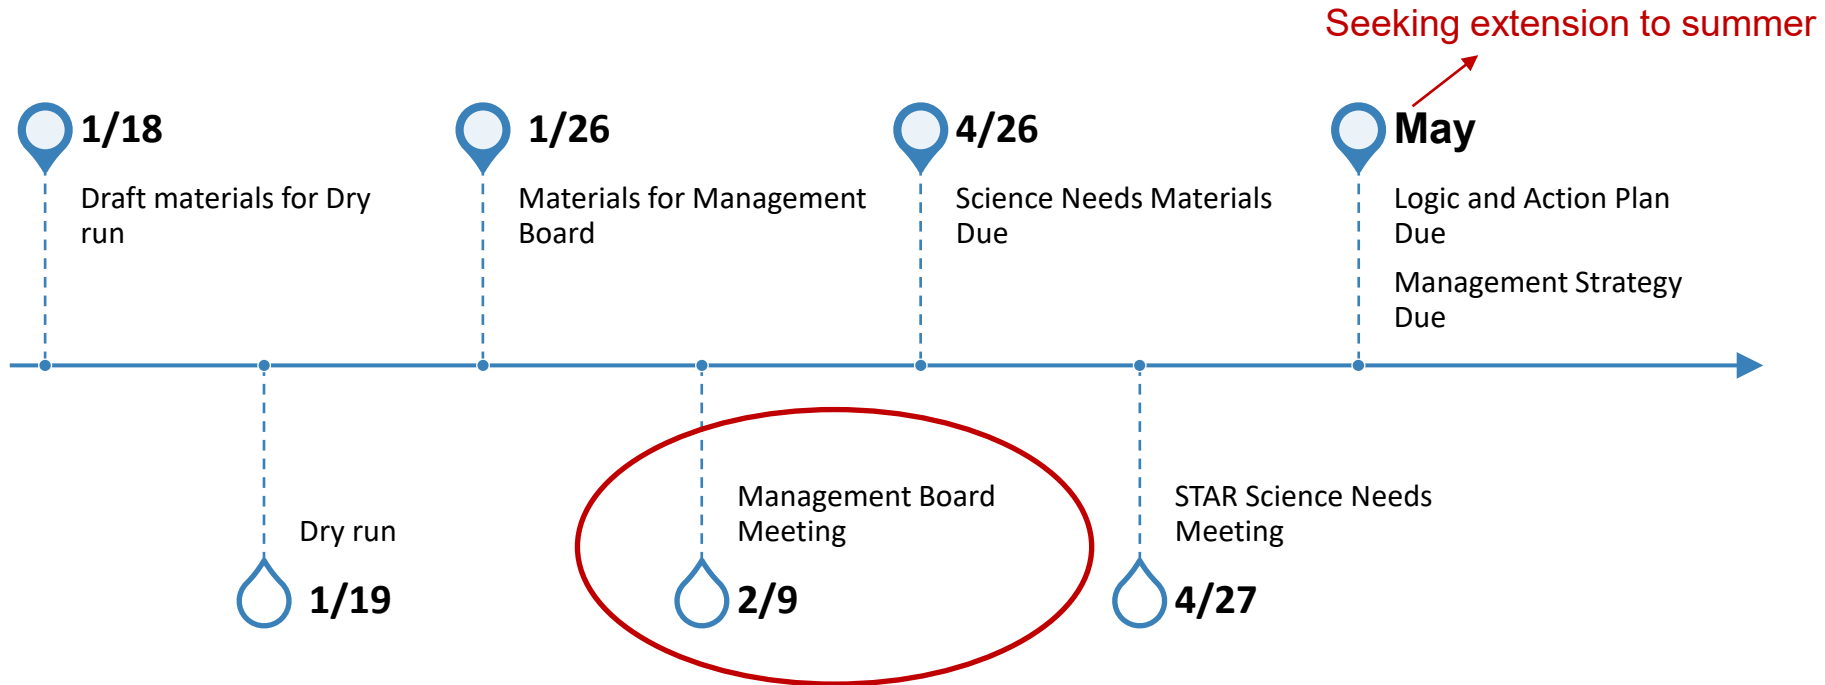 Seeking extension to summer
1/18
Draft materials for Dry
run
1/26
Materials for Management
Board
4/26
Science Needs Materials
Due
May
Logic and Action Plan
Due
Management Strategy
Due
Dry run
1/19
Management Board
Meeting
2/9
STAR Science Needs
Meeting
4/27